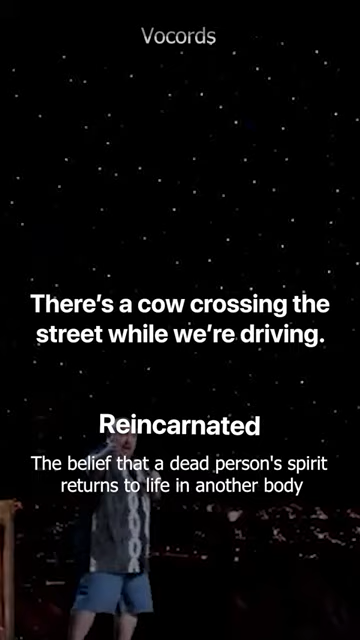 Vocords
There's a cow crossing the
street while we're driving.
Reincarnated
The belief that a dead person's spirit
returns to life in another body